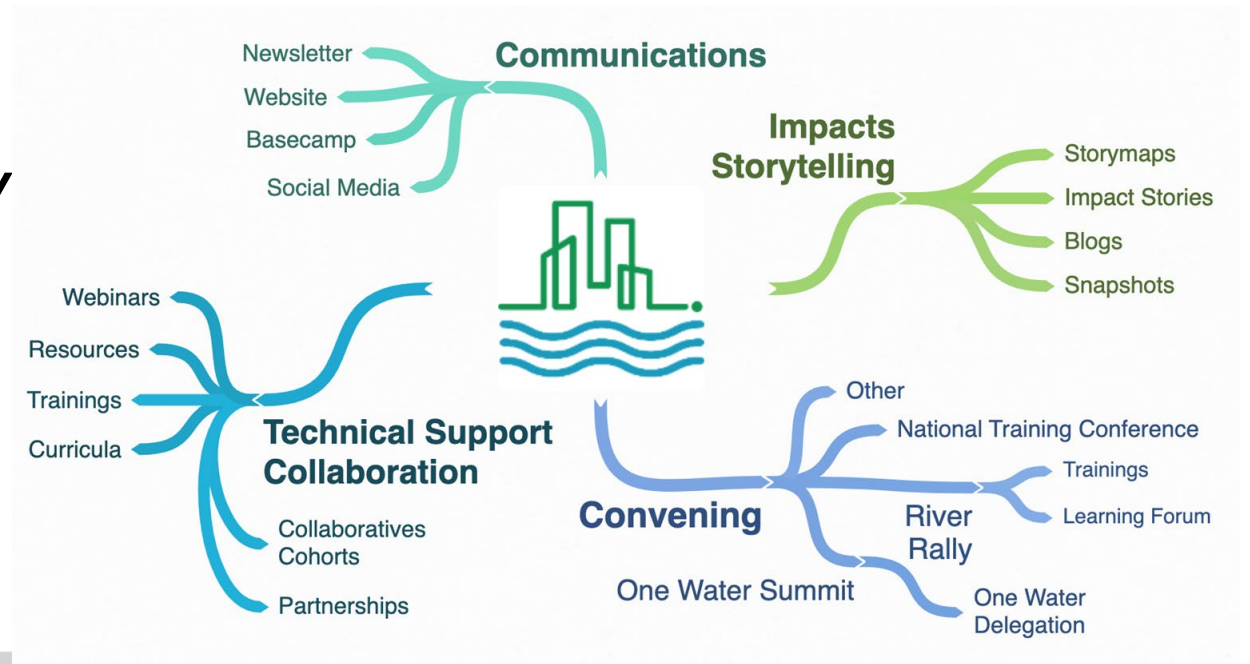 Communications
Newsletter
Website
Basecamp
Social Media
Impacts
Storytelling
Storymaps
Impact Stories
Blogs
Snapshots
Technical Support
Collaboration
Webinars
Resources
Trainings
Curricula
Collaboratives
Cohorts
Partnerships
Convening
Other
National Training Conference
River
Rally
Trainings
Learning Forum
One Water Summit
One Water
Delegation